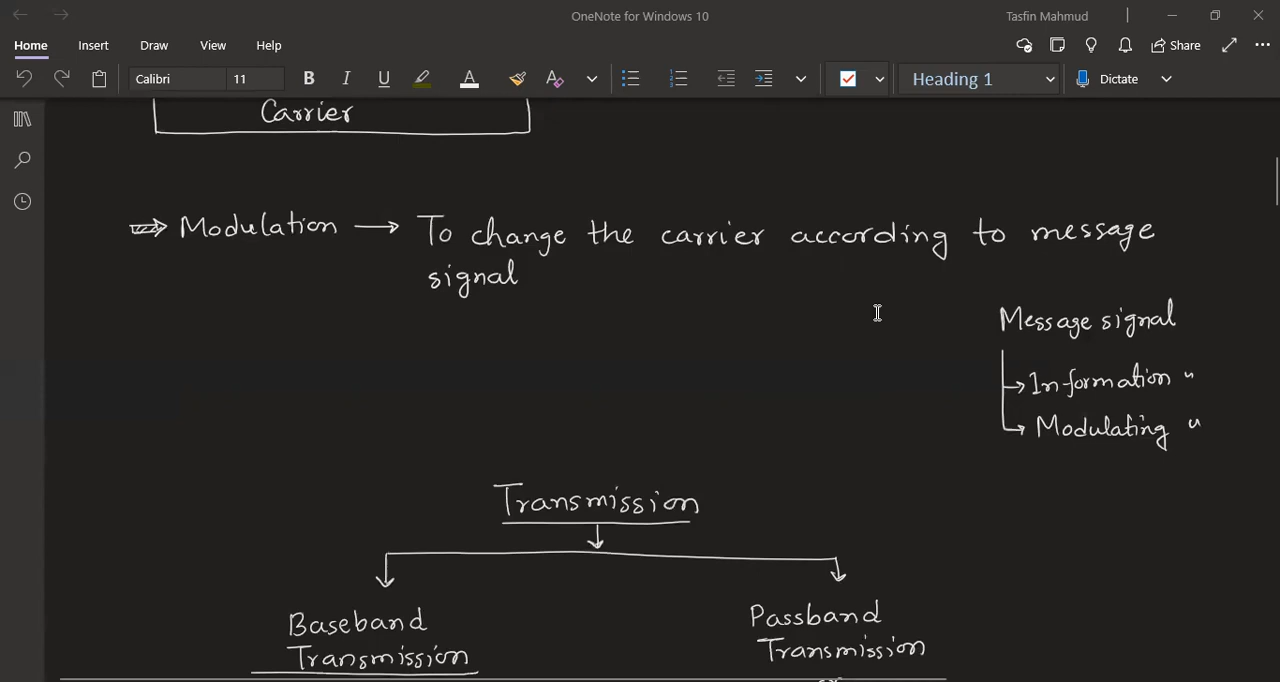 OneNote for Windows 10
Tasfin Mahmud
Home Insert Draw View Help
Share
Calibri 11 B I U A A Heading 1 Dictate
Carrier
⇒ Modulation → To change the carrier according to message
signal
Message signal
→ Information "
→ Modulating "
Transmission
Baseband Passband
Transmission Transmission